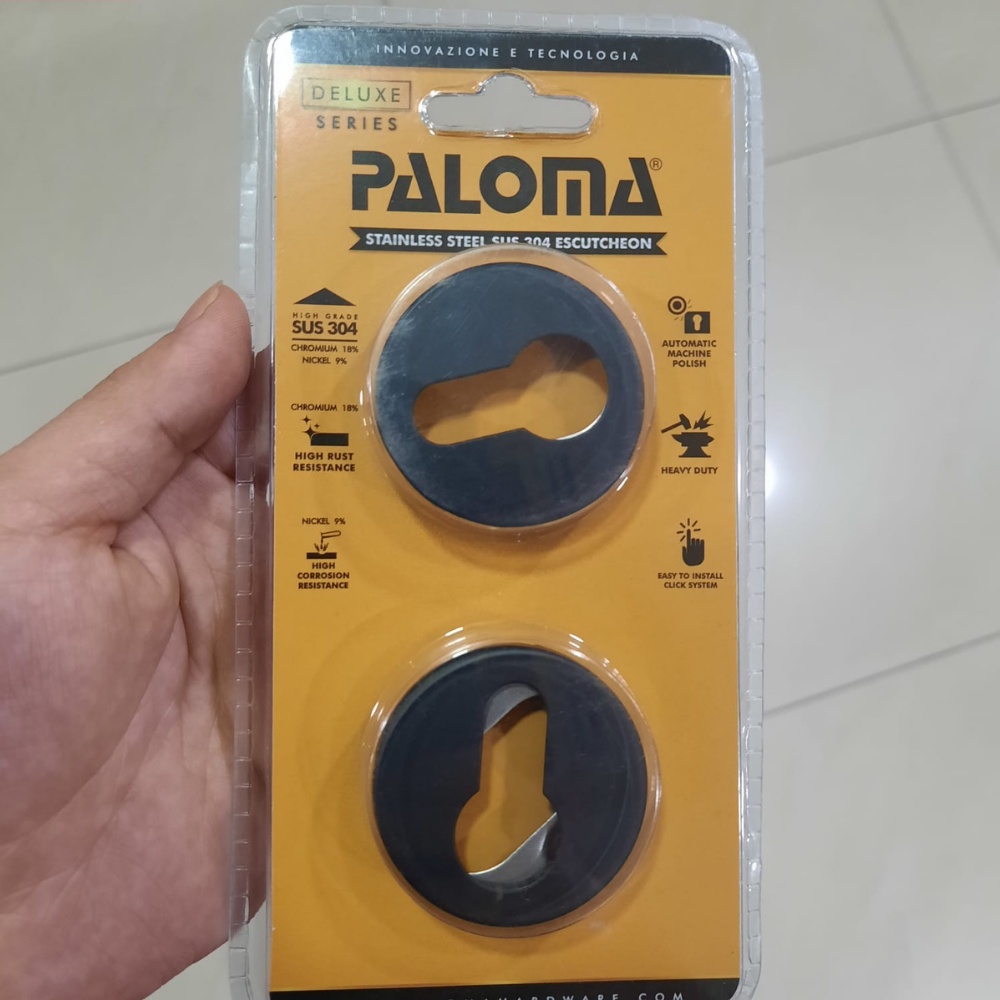 INNOVAZIONE E TECNOLOGIA
DELUXE
SERIES
PALOMA®
STAINLESS STEEL SUS 304 ESCUTCHEON
HIGH GRADE
SUS 304
CHROMIUM 18%
NICKEL 9%
CHROMIUM 18%
HIGH RUST
RESISTANCE
NICKEL 9%
HIGH
CORROSION
RESISTANCE
AUTOMATIC
MACHINE
POLISH
HEAVY DUTY
EASY TO INSTALL
CLICK SYSTEM